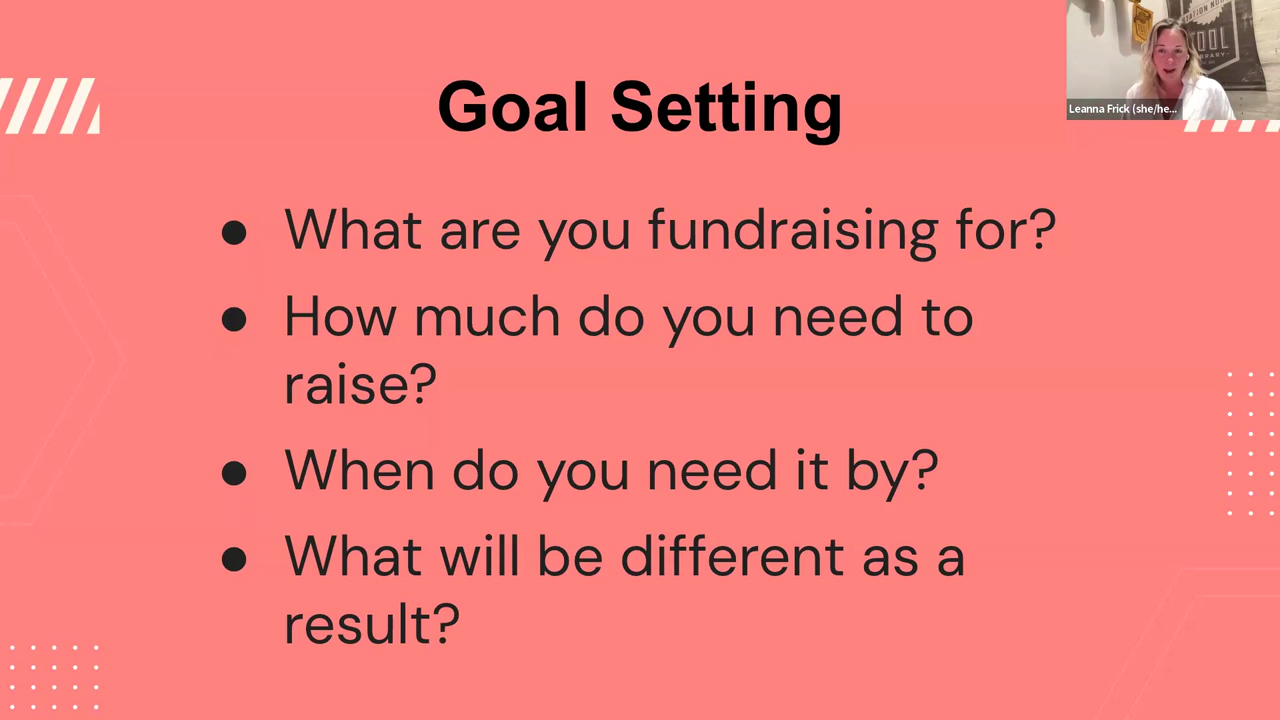 Goal Setting
● What are you fundraising for?
● How much do you need to
raise?
● When do you need it by?
● What will be different as a
result?
Leanna Frick (she/he...